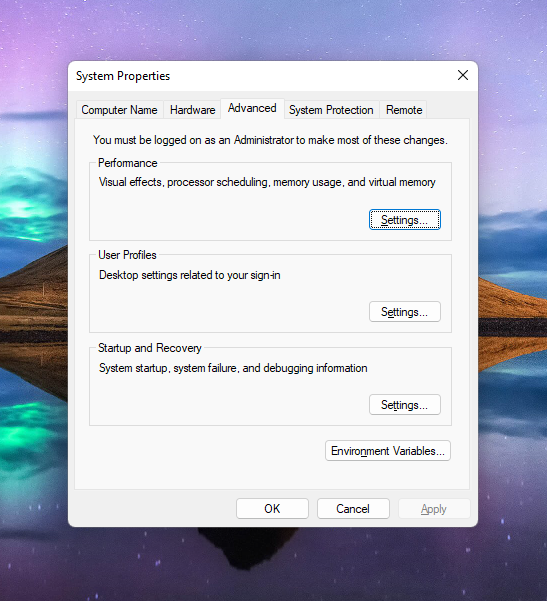 System Properties
Computer Name Hardware Advanced System Protection Remote
You must be logged on as an Administrator to make most of these changes.
Performance
Visual effects, processor scheduling, memory usage, and virtual memory
Settings...
User Profiles
Desktop settings related to your sign-in
Settings...
Startup and Recovery
System startup, system failure, and debugging information
Settings...
Environment Variables...
OK Cancel Apply